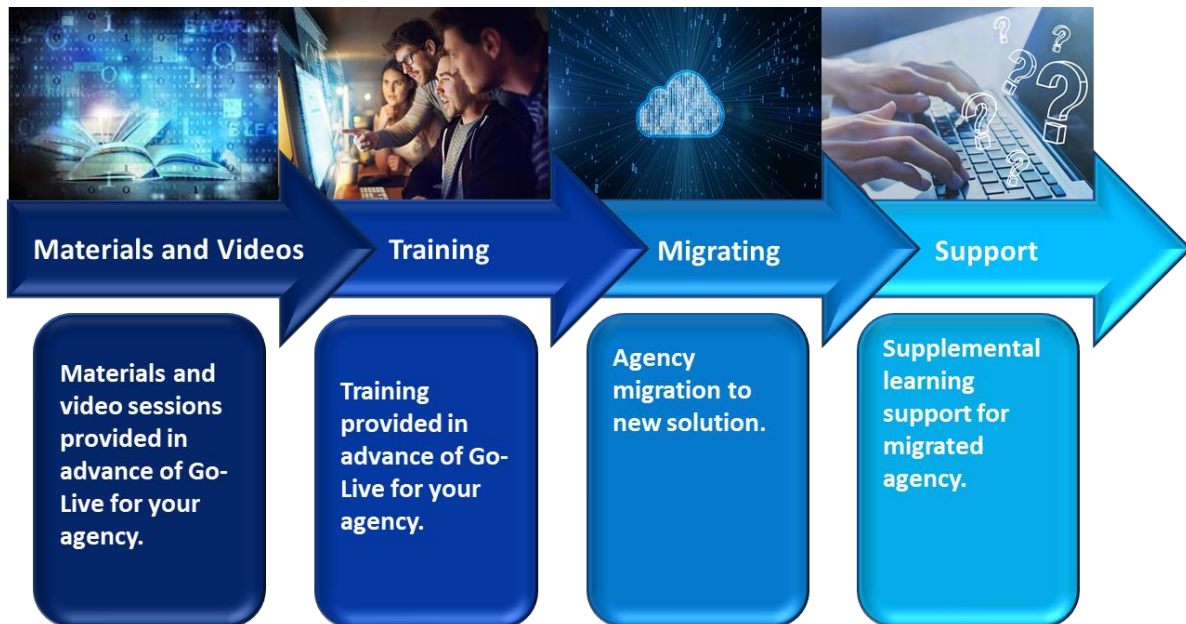 Materials and Videos
Training
Migrating
Support
Materials and
video sessions
provided in
advance of Go-
Live for your
agency.
Training
provided in
advance of Go-
Live for your
agency.
Agency
migration to
new solution.
Supplemental
learning
support for
migrated
agency.